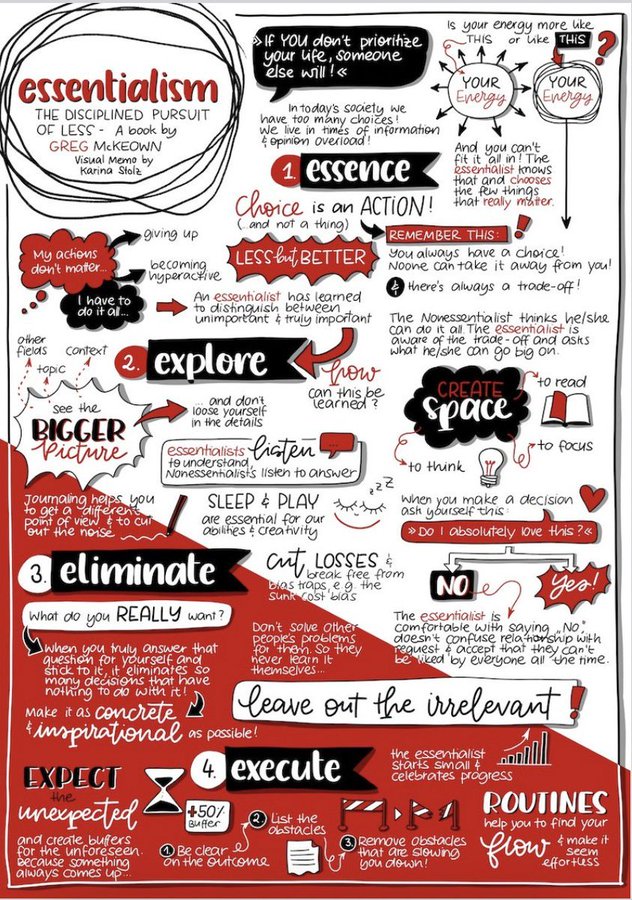 essentialism
THE DISCIPLINED PURSUIT
OF LESS - A book by
GREG McKEOWN
Visual Memo by
Karina Stolz
»If YOU don't prioritize
your life, someone
else will!«
In today's society we
have too many choices!
We live in times of information
& opinion overload!
Is your energy more like
THIS or like THIS ?
YOUR
Energy
YOUR
Energy
And you can't
fit it all in! The
essentialist knows
that and chooses
the few things
that really matter.
1. essence
Choice is an ACTION!
(...and not a thing)
LESS but BETTER
REMEMBER THIS: !
You always have a choice!
Noone can take it away from you!
& there's always a trade-off!
The Nonessentialist thinks he/she
can do it all. The essentialist is
aware of the trade-off and asks
what he/she can go big on.
My actions
don't matter...
giving up
becoming
hyperactive
I have to
do it all...
An essentialist has learned
to distinguish between
unimportant & truly important
2. explore
how
can this be
learned?
other
fields
topic
context
see the
BIGGER
Picture
... and don't
loose yourself
in the details
essentialists listen
to understand,
Nonessentialists listen to answer
CREATE
space
to read
to focus
to think
Journaling helps you
to get a different
point of view & to cut
out the noise
SLEEP & PLAY
are essential for our
abilities & creativity
z z z
When you make a decision
ask yourself this:
»Do I absolutely love this?«
NO
Yes!
The essentialist is
comfortable with saying „No",
doesn't confuse relationship with
request & accept that they can't
be liked by everyone all the time.
3. eliminate
What do you REALLY want?
When you truly answer that
question for yourself and
stick to it, it eliminates so
many decisions that have
nothing to do with it!
Make it as concrete
& inspirational as possible!
Cut LOSSES &
break free from
bias traps, e.g. the
sunk cost bias
Don't solve other
people's problems
for them. So they
never learn it
themselves...
leave out the irrelevant!
4. execute
the essentialist
starts small &
celebrates progress
EXPECT
the
unexpected
and create buffers
for the unforeseen.
because something
always comes up...
+50%
Buffer
1. Be clear
on the outcome
2. List the
obstacles
3. Remove obstacles
that are slowing
you down!
ROUTINES
help you to find your
flow & make it
seem
effortless